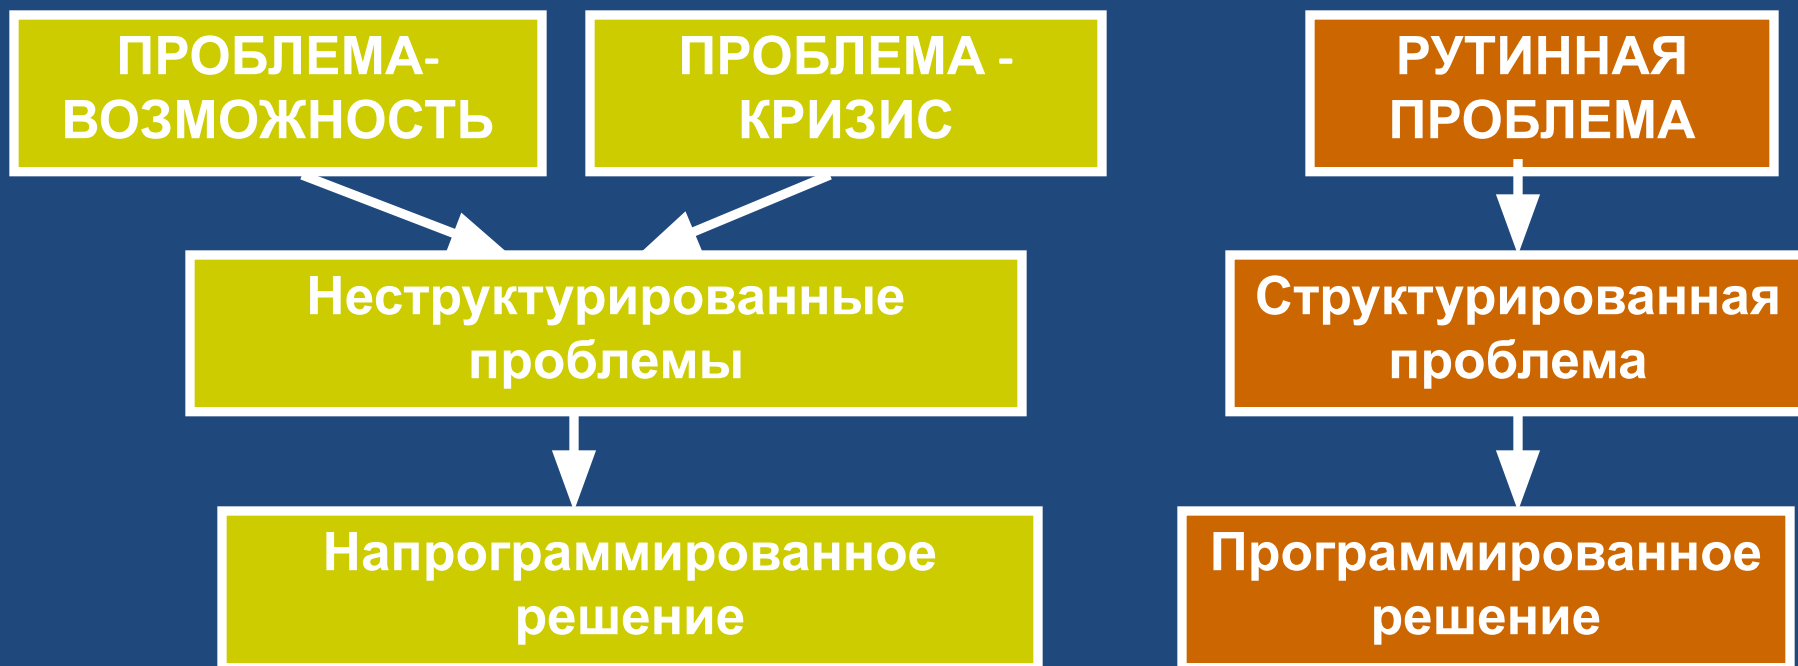 ПРОБЛЕМА-
ВОЗМОЖНОСТЬ
ПРОБЛЕМА -
КРИЗИС
РУТИННАЯ
ПРОБЛЕМА
Неструктурированные
проблемы
Структурированная
проблема
Напрограммированное
решение
Программированное
решение